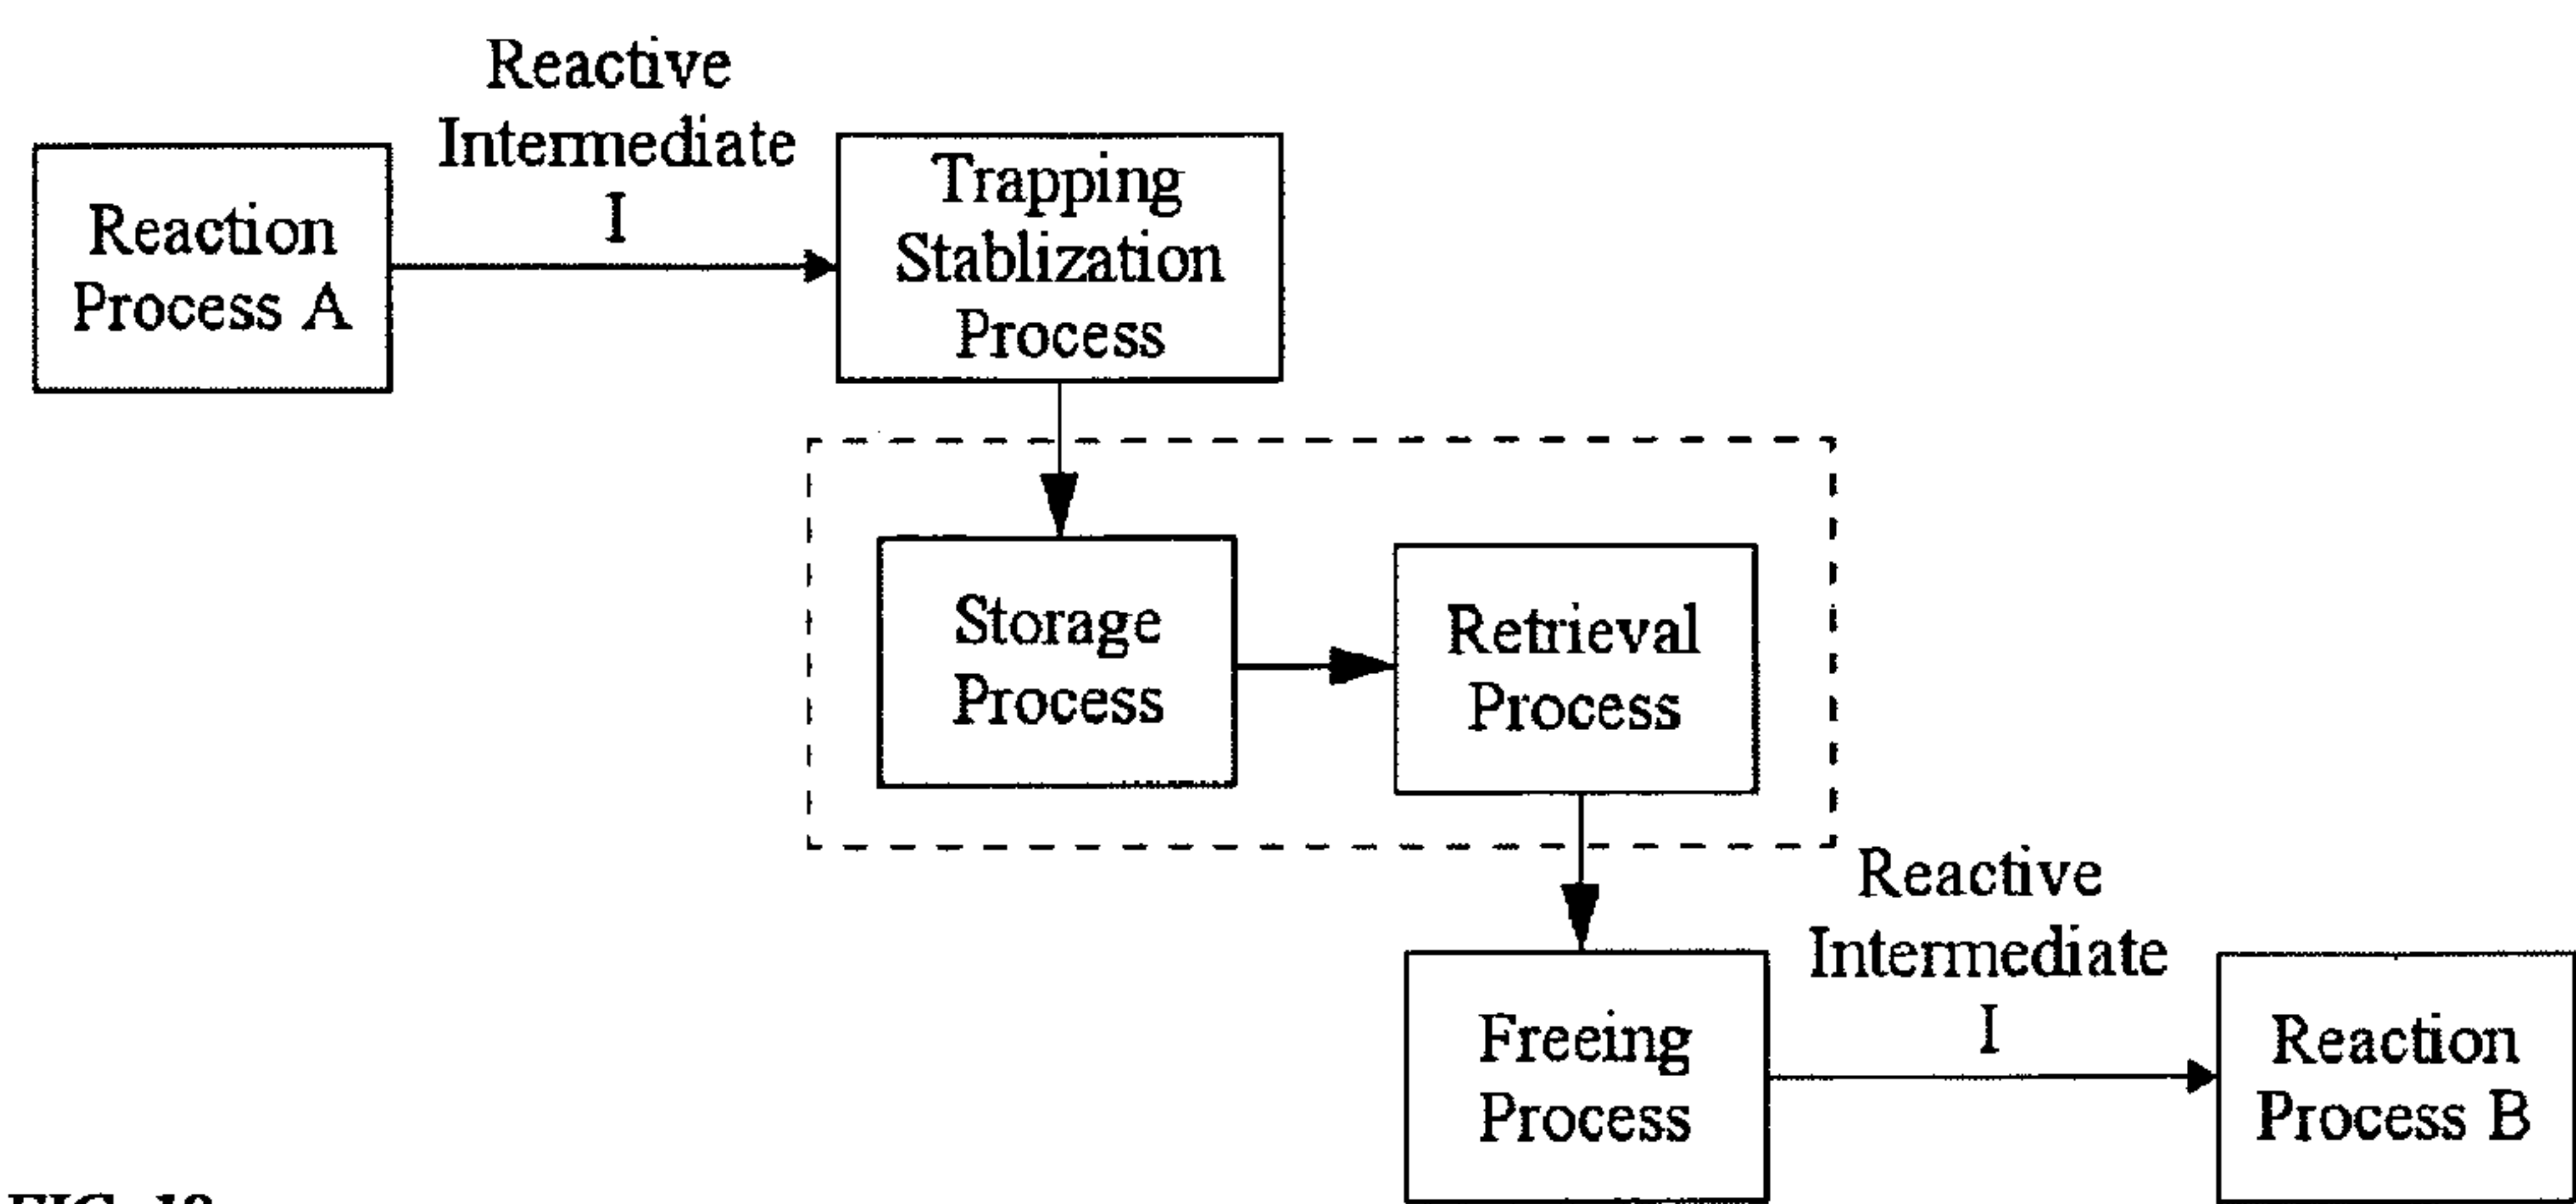 Reactive
Intermediate
I
Reaction
Process A
Trapping
Stablization
Process
Storage
Process
Retrieval
Process
Reactive
Intermediate
I
Freeing
Process
Reaction
Process B